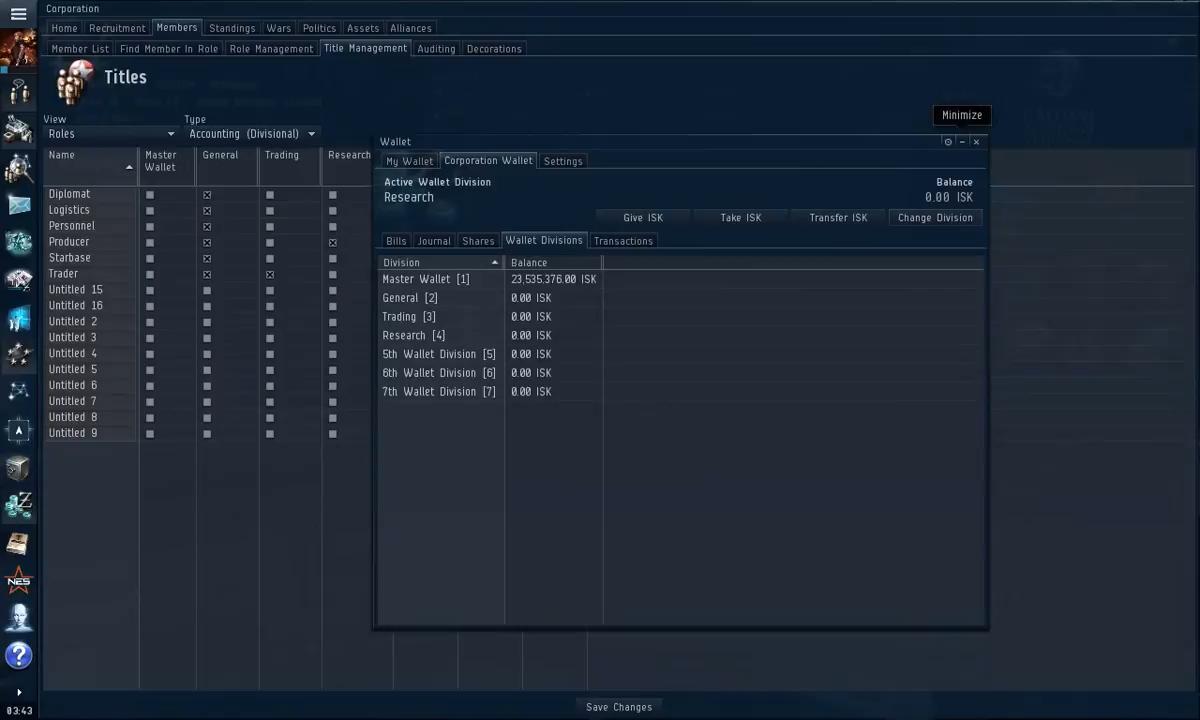 Corporation
Home Recruitment Members Standings Wars Politics Assets Alliances
Member List Find Member In Role Role Management Title Management Auditing Decorations
Titles
View Type
Roles Accounting (Divisional)
Name Master Wallet General Trading Research
Diplomat
Logistics
Personnel
Producer
Starbase
Trader
Untitled 15
Untitled 16
Untitled 2
Untitled 3
Untitled 4
Untitled 5
Untitled 6
Untitled 7
Untitled 8
Untitled 9
Minimize
Wallet
My Wallet Corporation Wallet Settings
Active Wallet Division Balance
Research 0.00 ISK
Give ISK Take ISK Transfer ISK Change Division
Bills Journal Shares Wallet Divisions Transactions
Division Balance
Master Wallet [1] 23,535,376.00 ISK
General [2] 0.00 ISK
Trading [3] 0.00 ISK
Research [4] 0.00 ISK
5th Wallet Division [5] 0.00 ISK
6th Wallet Division [6] 0.00 ISK
7th Wallet Division [7] 0.00 ISK
Save Changes
NES
?
03:43